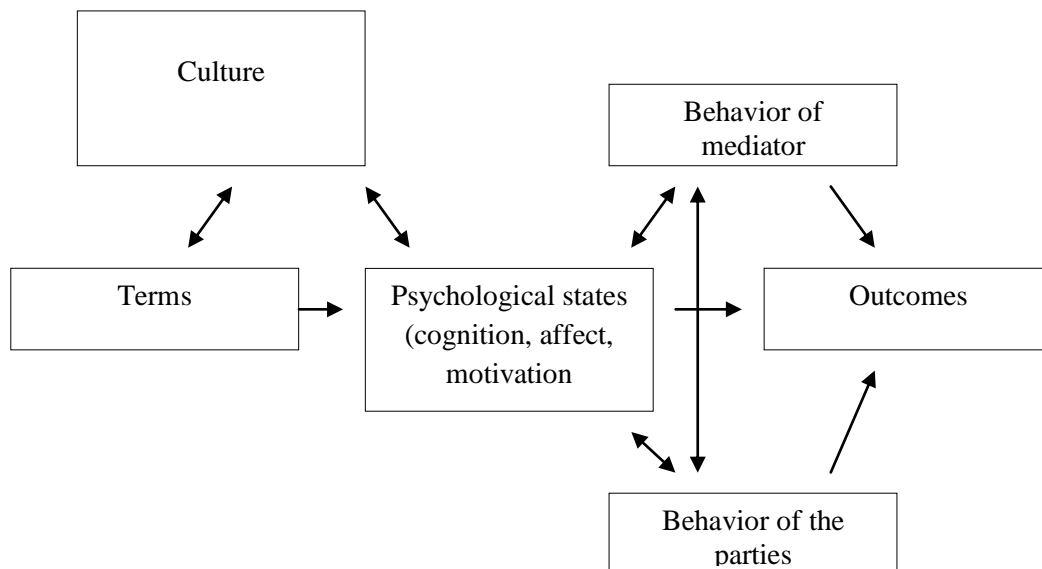 Culture
Behavior of
mediator
Terms
Psychological states
(cognition, affect,
motivation
Outcomes
Behavior of the
parties